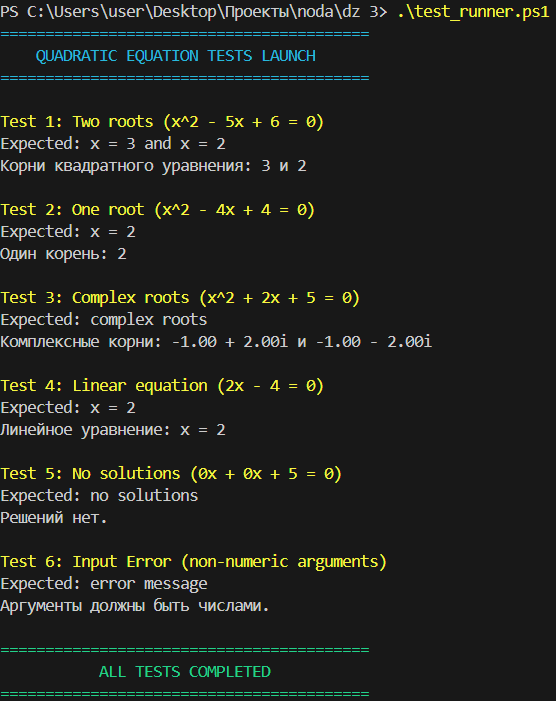 PS C:\Users\user\Desktop\Проекты\noda\dz 3> .\test_runner.ps1
=========================================
QUADRATIC EQUATION TESTS LAUNCH
=========================================
Test 1: Two roots (x^2 - 5x + 6 = 0)
Expected: x = 3 and x = 2
Корни квадратного уравнения: 3 и 2
Test 2: One root (x^2 - 4x + 4 = 0)
Expected: x = 2
Один корень: 2
Test 3: Complex roots (x^2 + 2x + 5 = 0)
Expected: complex roots
Комплексные корни: -1.00 + 2.00i и -1.00 - 2.00i
Test 4: Linear equation (2x - 4 = 0)
Expected: x = 2
Линейное уравнение: x = 2
Test 5: No solutions (0x + 0x + 5 = 0)
Expected: no solutions
Решений нет.
Test 6: Input Error (non-numeric arguments)
Expected: error message
Аргументы должны быть числами.
=========================================
ALL TESTS COMPLETED
=========================================